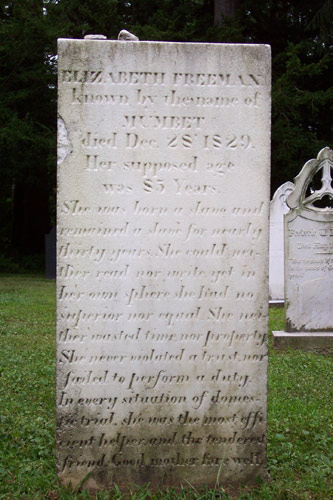 ELIZABETH FREEMAN
known by the name of
MUMBET
died Dec. 28 1829.
Her supposed age
was 85 Years.
She was born a slave and
remained a slave for nearly
thirty years. She could nei-
ther read nor write yet in
her own sphere she had no
superior nor equal. She nei-
ther wasted time nor property.
She never violated a trust, nor
failed to perform a duty.
In every situation of domes-
tic trial, she was the most effi-
cient helper, and the tenderest
friend. Good mother farewell.